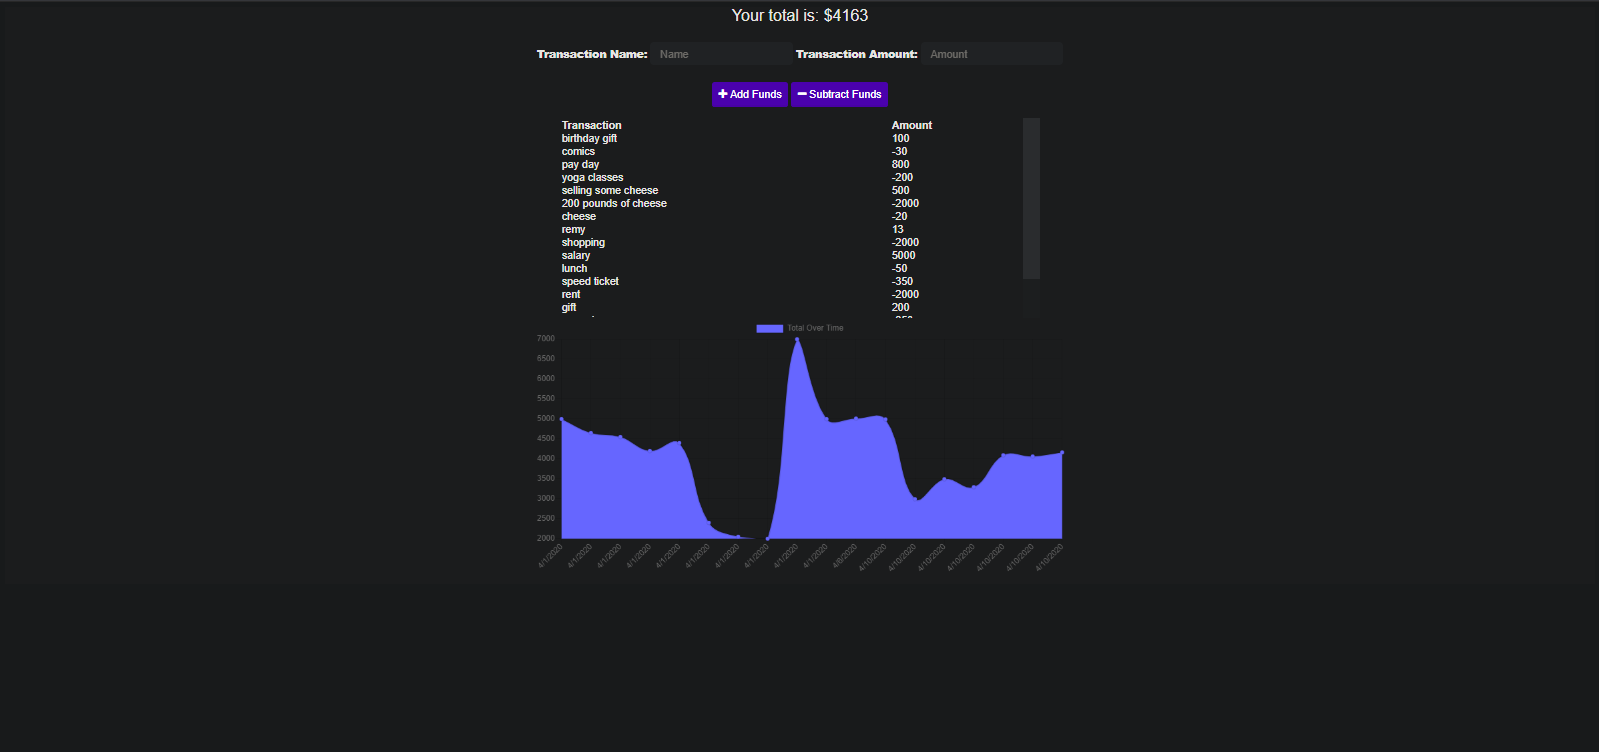 Your total is: $4163
Transaction Name: Name Transaction Amount: Amount
Add Funds Subtract Funds
Transaction Amount
birthday gift 100
comics -30
pay day 800
yoga classes -200
selling some cheese 500
200 pounds of cheese -2000
cheese -20
remy 13
shopping -2000
salary 5000
lunch -50
speed ticket -350
rent -2000
gift 200
Total Over Time
7000
6500
6000
5500
5000
4500
4000
3500
3000
2500
2000
4/1/2020 4/1/2020 4/1/2020 4/1/2020 4/1/2020 4/1/2020 4/1/2020 4/1/2020 4/1/2020 4/1/2020 4/8/2020 4/10/2020 4/10/2020 4/10/2020 4/10/2020 4/10/2020 4/10/2020 4/10/2020